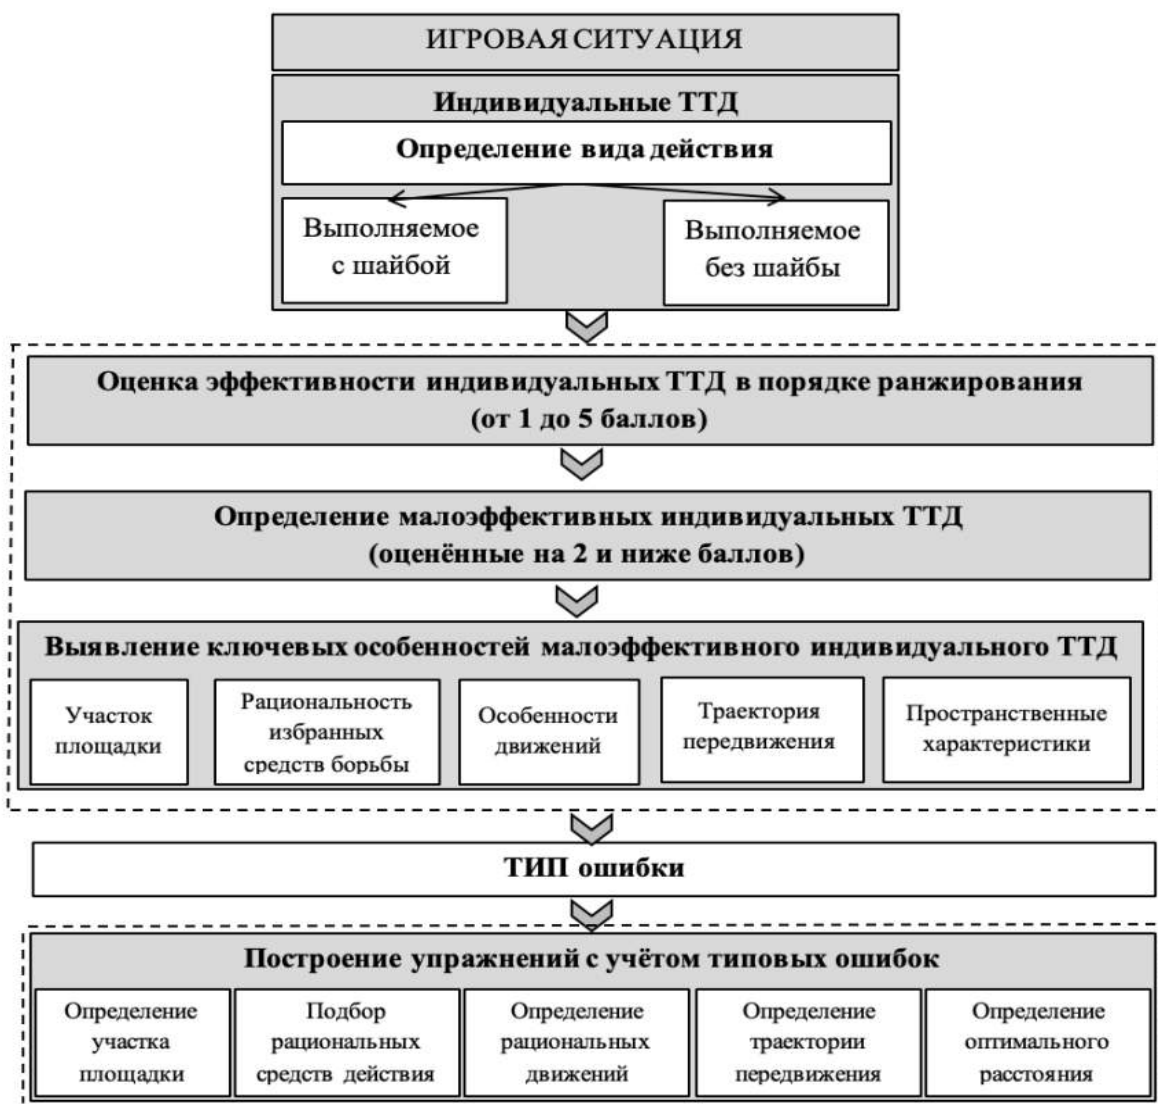 ИГРОВАЯ СИТУАЦИЯ
Индивидуальные ТТД
Определение вида действия
Выполняемое
с шайбой
Выполняемое
без шайбы
Оценка эффективности индивидуальных ТТД в порядке ранжирования
(от 1 до 5 баллов)
Определение малоэффективных индивидуальных ТТД
(оценённые на 2 и ниже баллов)
Выявление ключевых особенностей малоэффективного индивидуального ТТД
Участок
площадки
Рациональность
избранных
средств борьбы
Особенности
движений
Траектория
передвижения
Пространственные
характеристики
ТИП ошибки
Построение упражнений с учётом типовых ошибок
Определение
участка
площадки
Подбор
рациональных
средств действия
Определение
рациональных
движений
Определение
траектории
передвижения
Определение
оптимального
расстояния